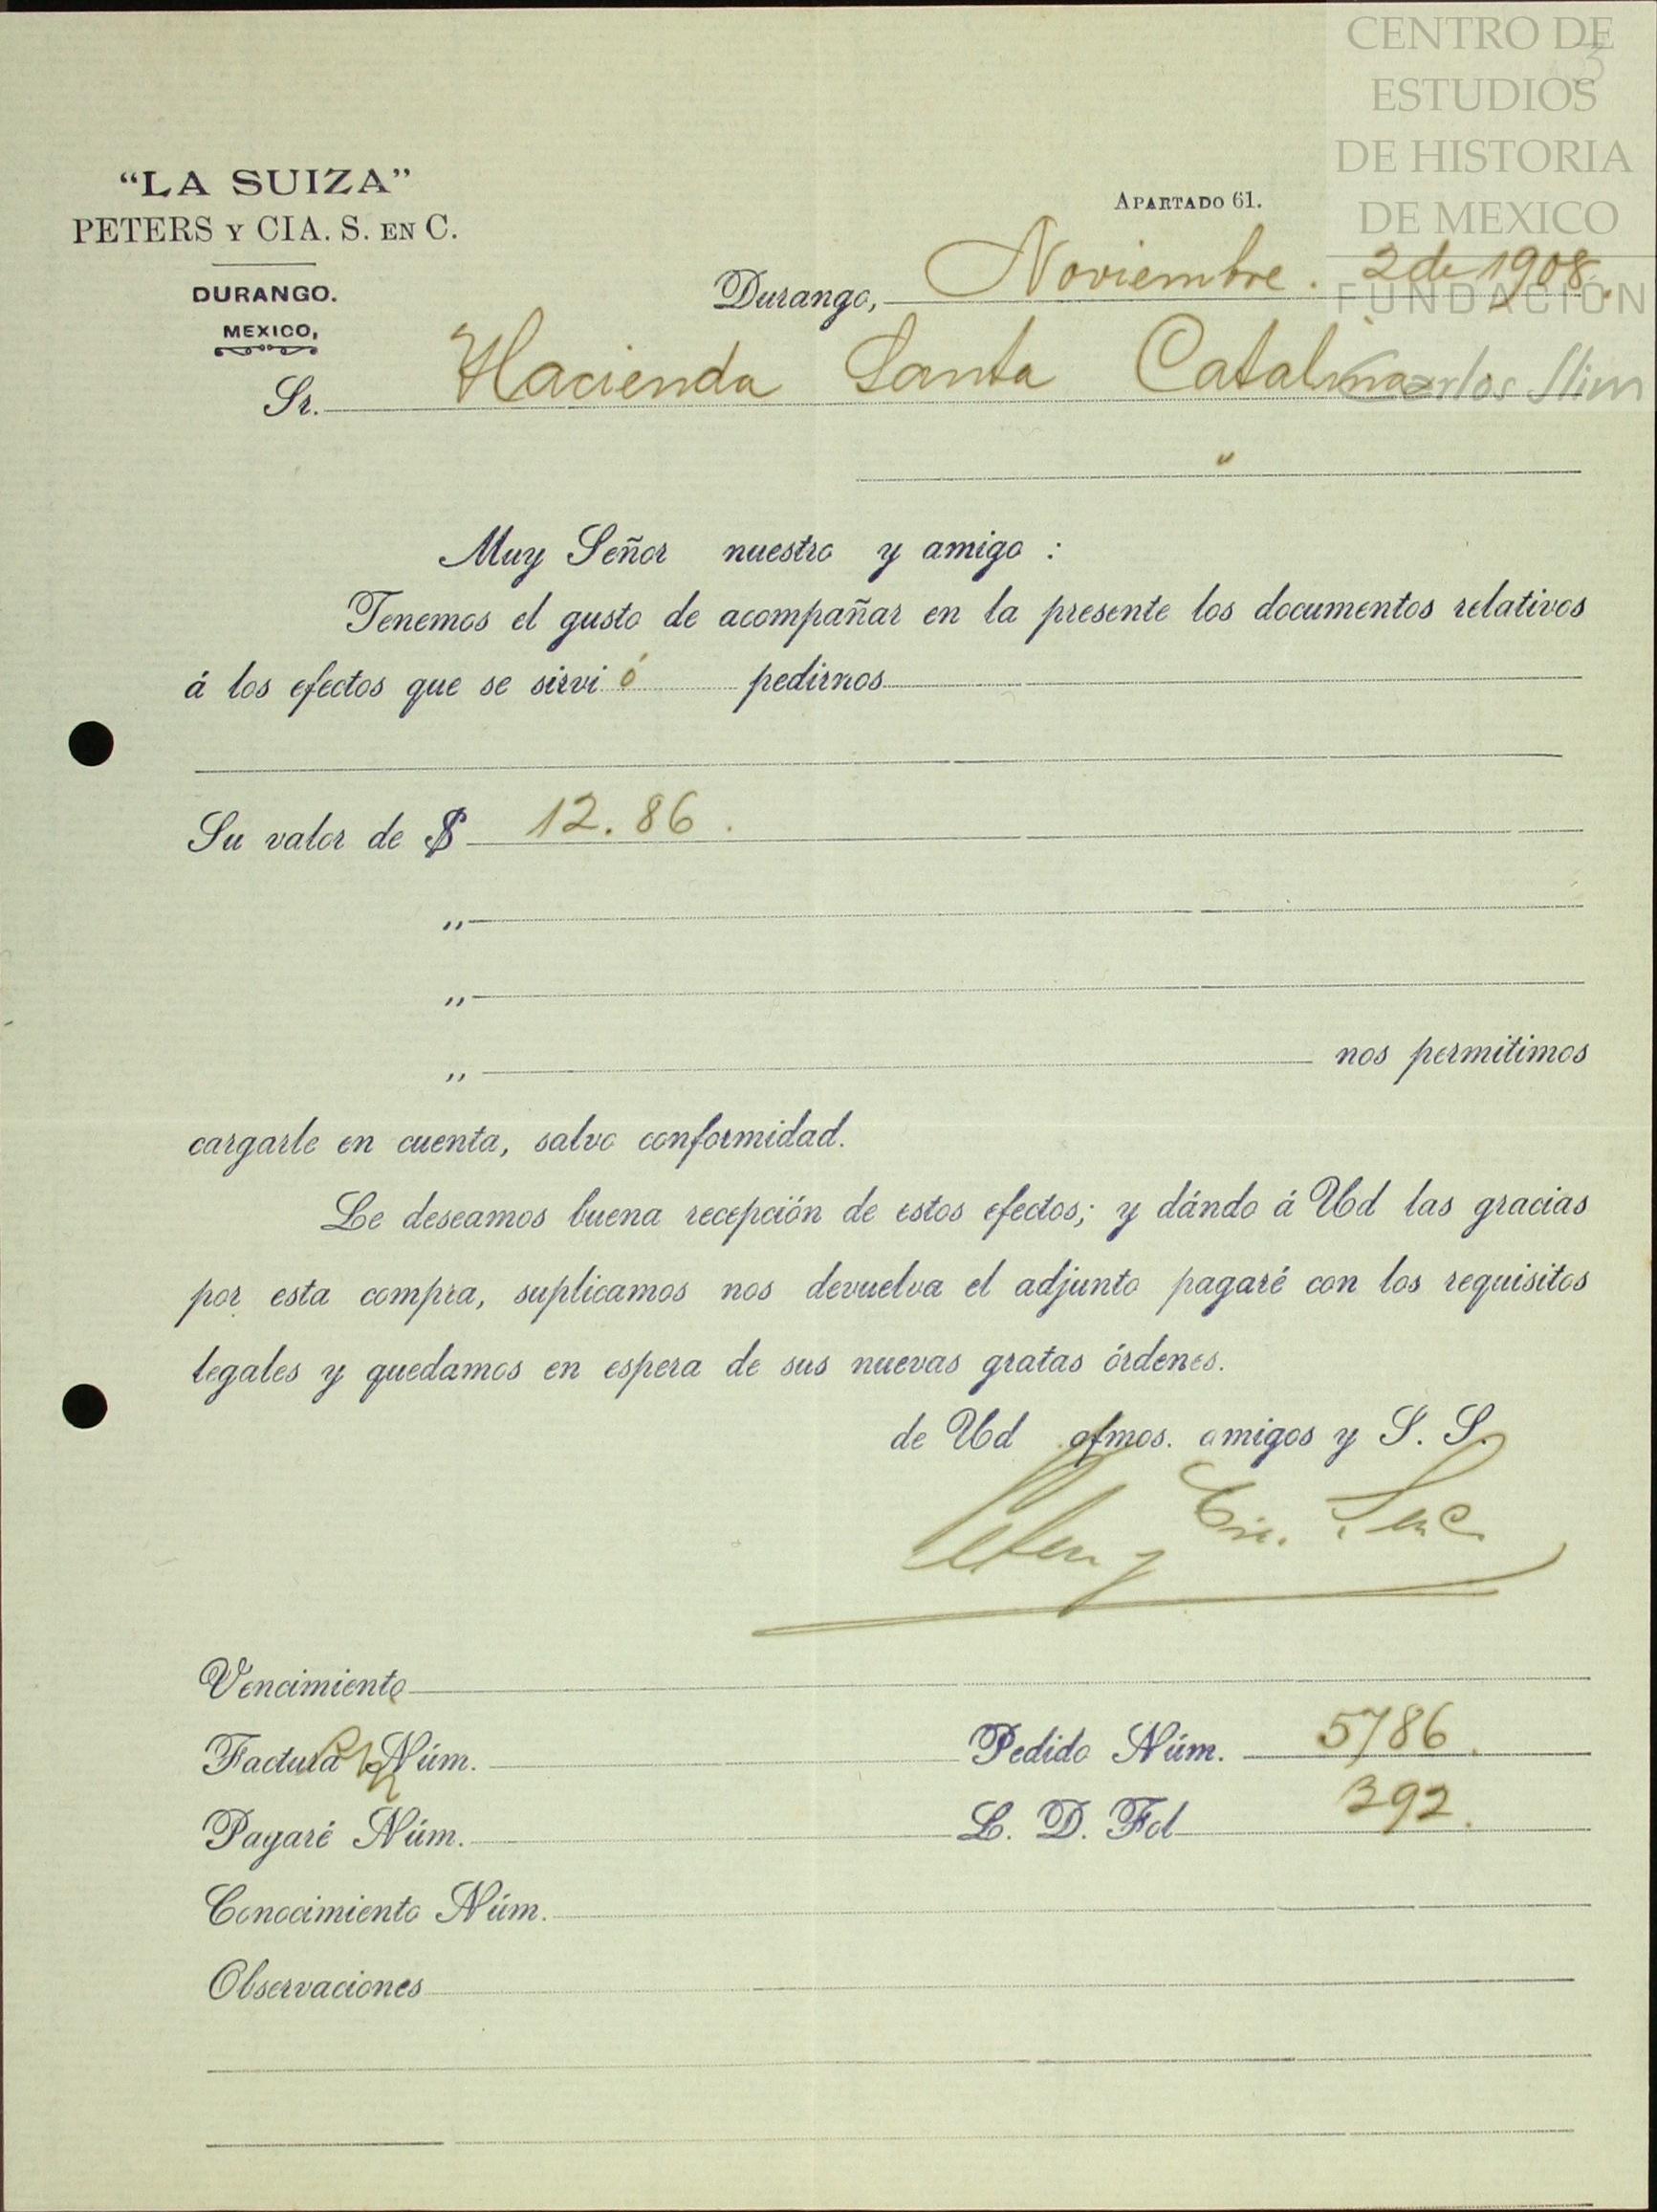 CENTRO DE
3
ESTUDIOS
DE HISTORIA
DE MEXICO
FUNDACIÓN
Carlos Slim
“LA SUIZA”
PETERS Y CIA. S. EN C.
DURANGO.
MEXICO,
APARTADO 61.
Durango, Noviembre. 2 de 1908.
Sr. Hacienda Santa Catalina
"
Muy Señor nuestro y amigo :
Tenemos el gusto de acompañar en la presente los documentos relativos
á los efectos que se sirvi ó pedirnos
Su valor de $ 12.86.
,,
,,
,, nos permitimos
cargarle en cuenta, salvo conformidad.
Le deseamos buena recepción de estos efectos; y dándo á Ud las gracias
por esta compra, suplicamos nos devuelva el adjunto pagaré con los requisitos
legales y quedamos en espera de sus nuevas gratas órdenes.
de Ud afmos. amigos y S. S.
Peters y Cia. S. en C.
Vencimiento
Factura Núm. Pedido Núm. 5786.
Pagaré Núm. L. D. Fol 392.
Conocimiento Núm.
Observaciones